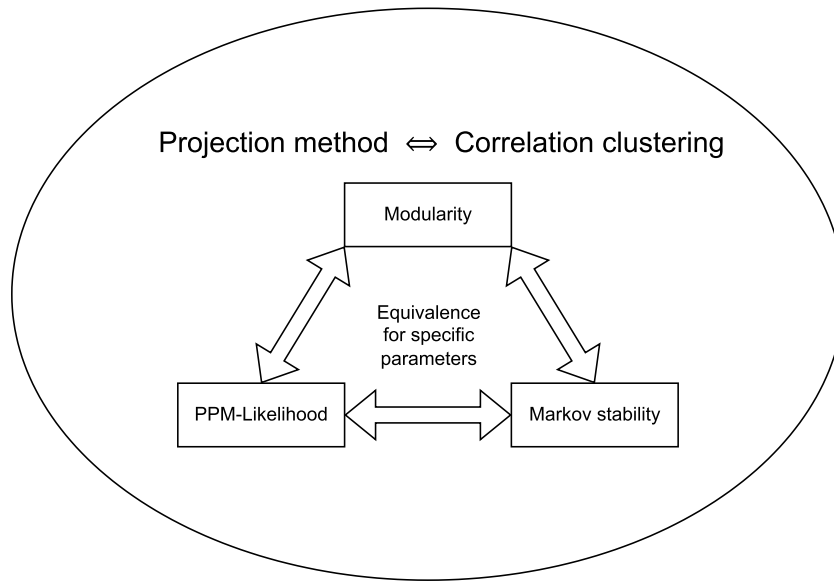 Projection method ⇔ Correlation clustering
Modularity
Equivalence
for specific
parameters
PPM-Likelihood
Markov stability